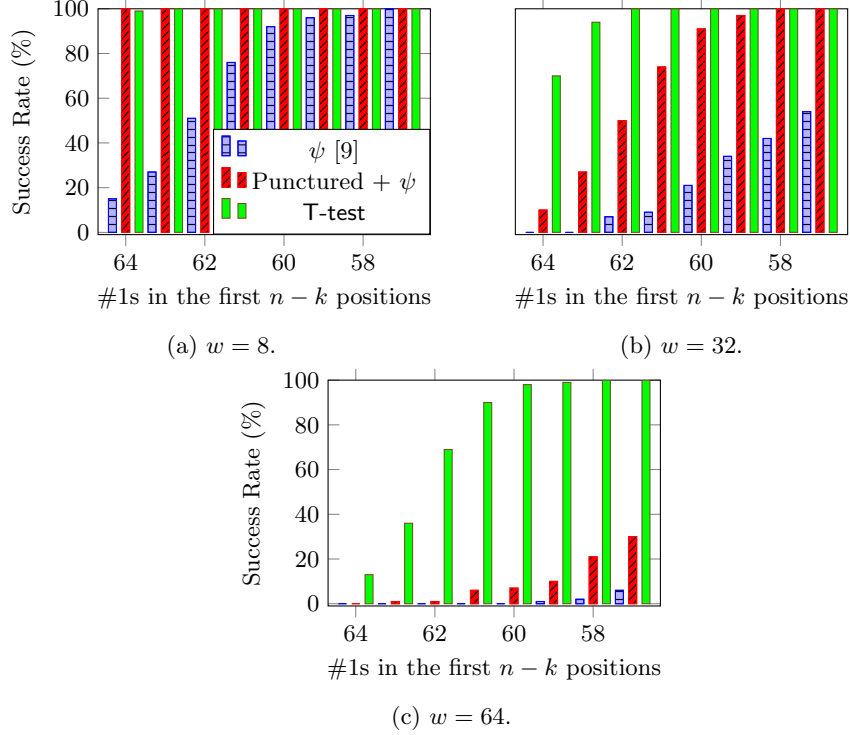 100
80
60
40
20
0
Success Rate (%)
ψ [9]
Punctured + ψ
T-test
64 62 60 58
#1s in the first n − k positions
(a) w = 8.
64 62 60 58
#1s in the first n − k positions
(b) w = 32.
100
80
60
40
20
0
Success Rate (%)
64 62 60 58
#1s in the first n − k positions
(c) w = 64.